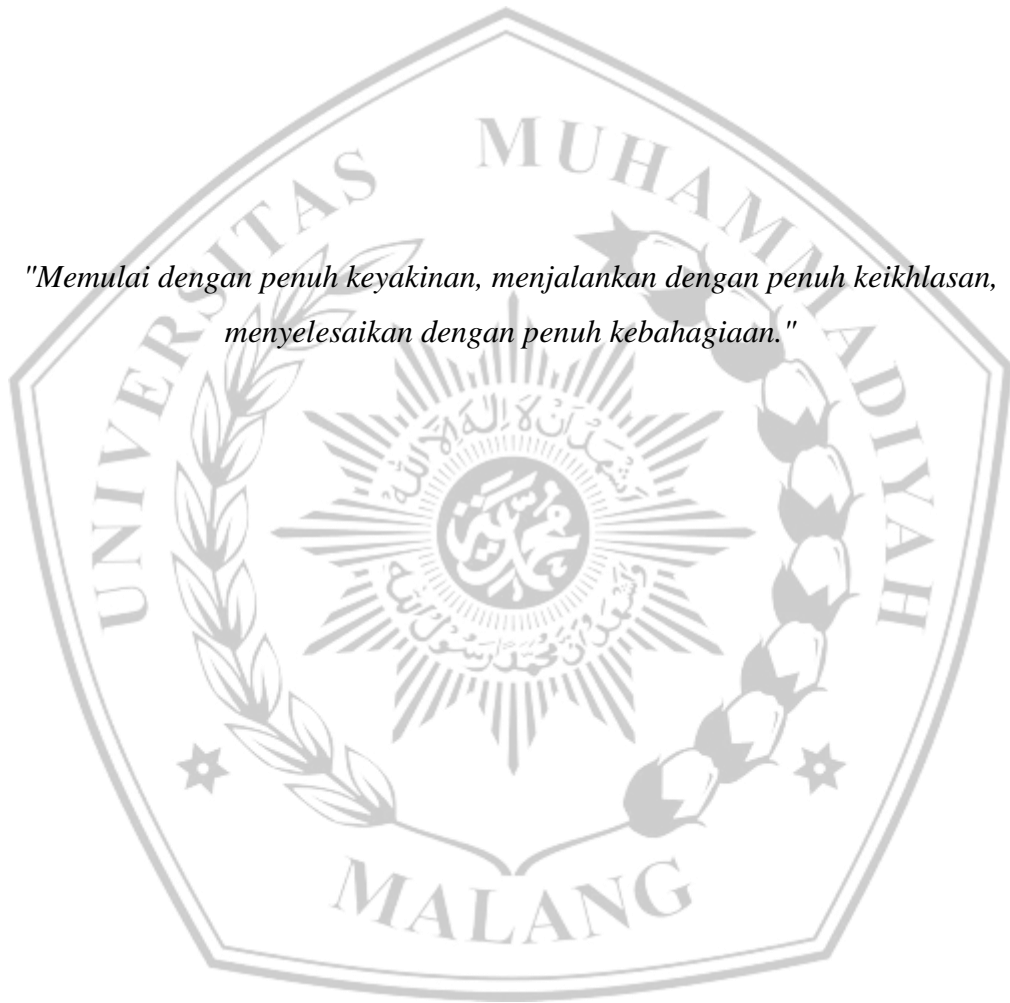 UNIVERSITAS MUHAMMADIYAH
"Memulai dengan penuh keyakinan, menjalankan dengan penuh keikhlasan,
menyelesaikan dengan penuh kebahagiaan."
MALANG